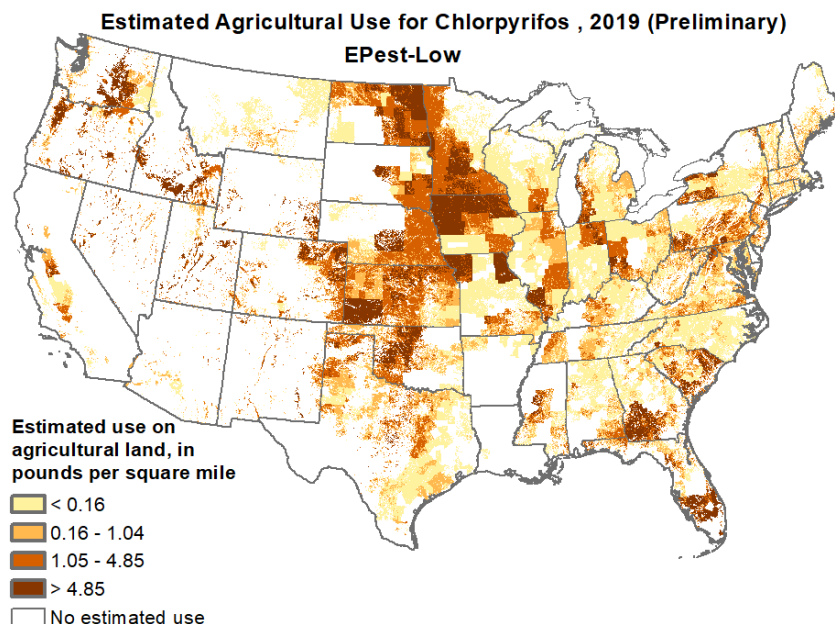 Estimated Agricultural Use for Chlorpyrifos , 2019 (Preliminary)
EPest-Low
Estimated use on
agricultural land, in
pounds per square mile
< 0.16
0.16 - 1.04
1.05 - 4.85
> 4.85
No estimated use